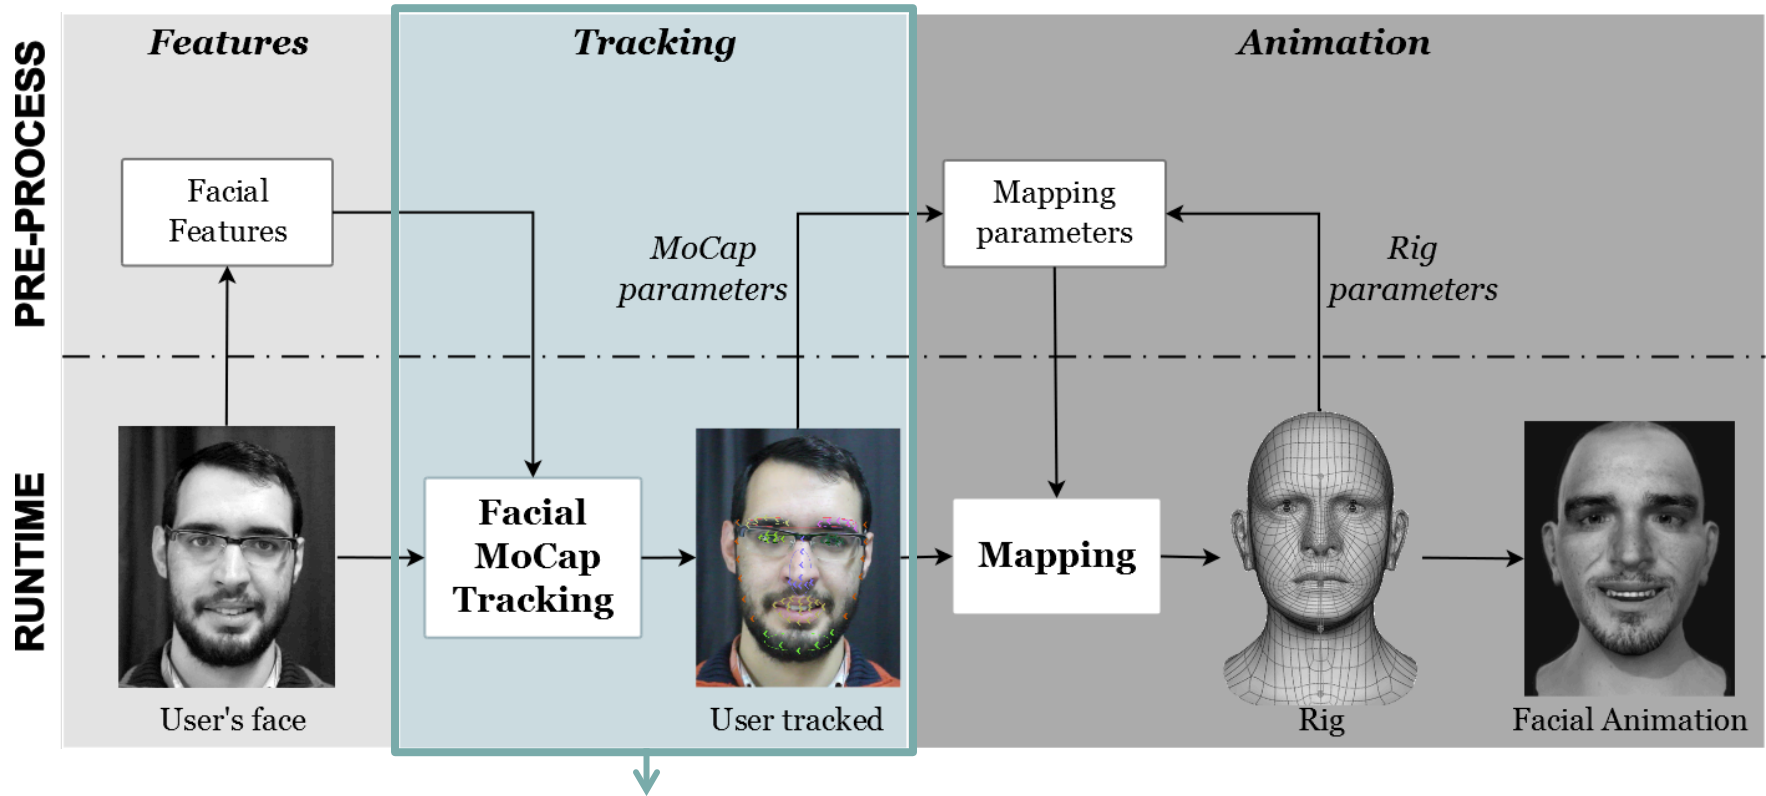 Features
Tracking
Animation
PRE-PROCESS
Facial
Features
MoCap
parameters
Mapping
parameters
Rig
parameters
RUNTIME
Facial
MoCap
Tracking
Mapping
User's face
User tracked
Rig
Facial Animation